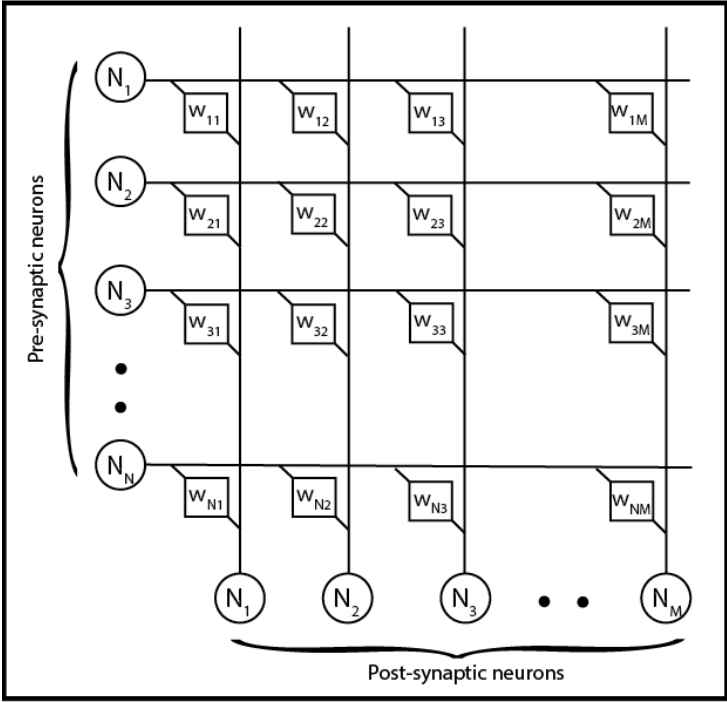 N1
w11 w12 w13 w1M
N2
w21 w22 w23 w2M
N3
w31 w32 w33 w3M
NN
wN1 wN2 wN3 wNM
N1 N2 N3 NM
Pre-synaptic neurons
Post-synaptic neurons